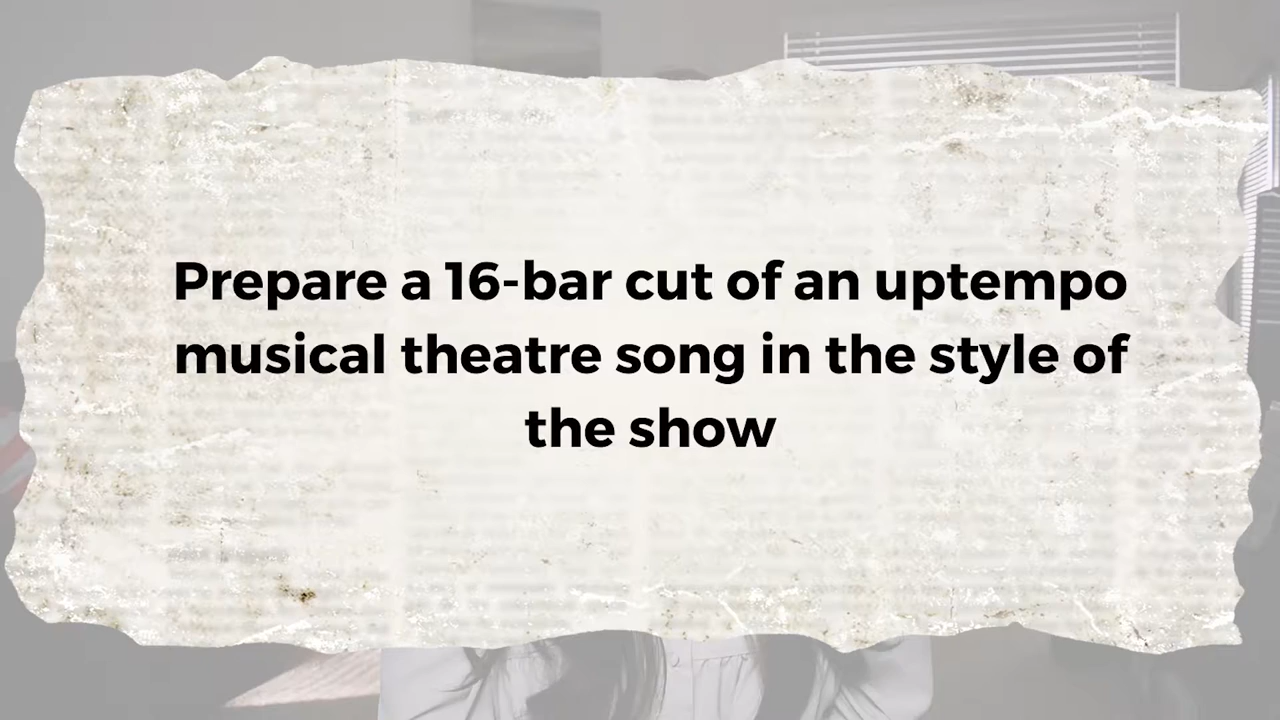 Prepare a 16-bar cut of an uptempo
musical theatre song in the style of
the show